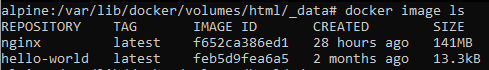 alpine:/var/lib/docker/volumes/html/_data# docker image ls
REPOSITORY TAG IMAGE ID CREATED SIZE
nginx latest f652ca386ed1 28 hours ago 141MB
hello-world latest feb5d9fea6a5 2 months ago 13.3kB